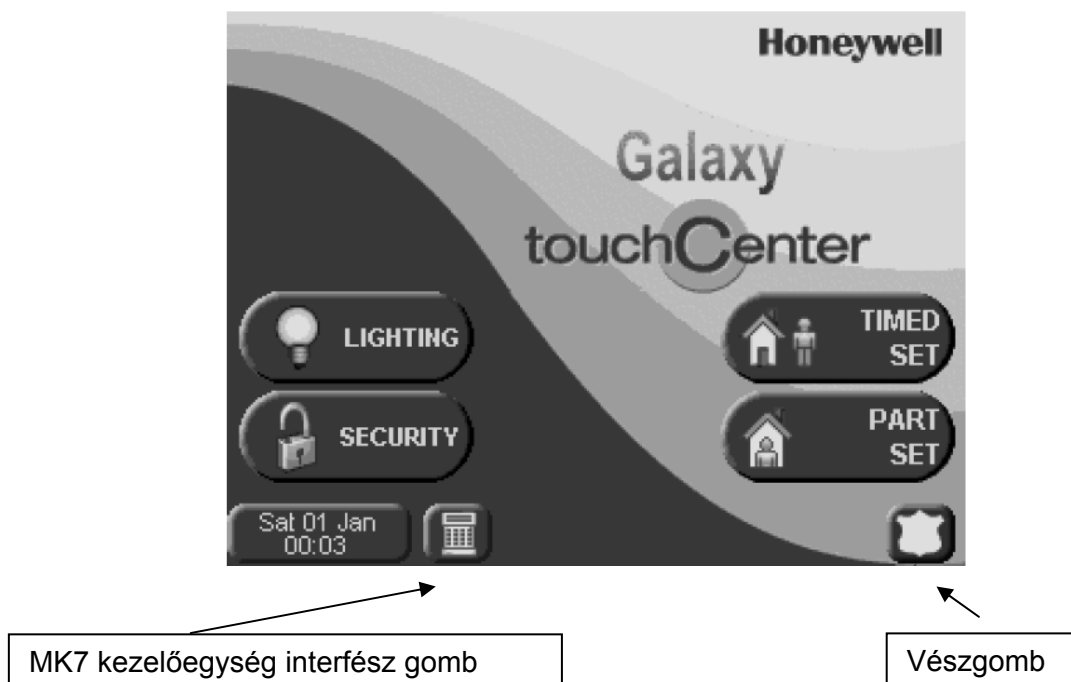 Honeywell
Galaxy
touchCenter
LIGHTING
TIMED
SET
SECURITY
PART
SET
Sat 01 Jan
00:03
MK7 kezelőegység interfész gomb
Vészgomb